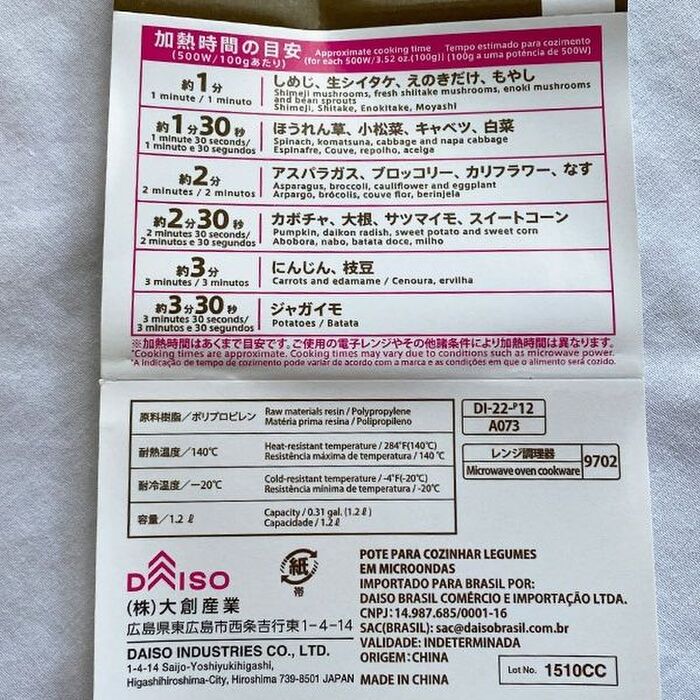 加熱時間の目安
(500W/100gあたり)
Approximate cooking time
(for each 500W/3.52 oz.(100g))
Tempo estimado para cozimento
(100g a uma potência de 500W)
約1分
1 minute / 1 minuto
しめじ、生シイタケ、えのきだけ、もやし
Shimeji mushrooms, fresh shiitake mushrooms, enoki mushrooms
and bean sprouts
Shimeji, Shitake, Enokitake, Moyashi
約1分30秒
1 minute 30 seconds/
1 minuto e 30 segundos
ほうれん草、小松菜、キャベツ、白菜
Spinach, komatsuna, cabbage and napa cabbage
Espinafre, Couve, repolho, acelga
約2分
2 minutes / 2 minutos
アスパラガス、ブロッコリー、カリフラワー、なす
Asparagus, broccoli, cauliflower and eggplant
Arpargo, brócolis, couve flor, berinjela
約2分30秒
2 minutes 30 seconds/
2 minutos e 30 segundos
カボチャ、大根、サツマイモ、スイートコーン
Pumpkin, daikon radish, sweet potato and sweet corn
Abobora, nabo, batata doce, milho
約3分
3 minutes / 3 minutos
にんじん、枝豆
Carrots and edamame / Cenoura, ervilha
約3分30秒
3 minutes 30 seconds/
3 minutos e 30 segundos
ジャガイモ
Potatoes / Batata
※加熱時間はあくまで目安です。ご使用の電子レンジやその他諸条件により加熱時間は異なります。
*Cooking times are approximate. Cooking times may vary due to conditions such as microwave power.
*A indicação de tempo de cozimento pode variar de acordo com a marca e as condições em que o alimento será cozido.
原料樹脂/ポリプロピレン
Raw materials resin / Polypropylene
Matéria prima resina / Polipropileno
耐熱温度/140℃
Heat-resistant temperature / 284°F(140℃)
Resistência máxima de temperatura / 140 ℃
耐冷温度/−20℃
Cold-resistant temperature / -4°F(-20℃)
Resistência mínima de temperatura / -20℃
容量/1.2ℓ
Capacity / 0.31 gal. (1.2ℓ)
Capacidade / 1.2ℓ
DI-22-P12
A073
レンジ調理器
Microwave oven cookware
9702
DAISO
(株)大創産業
広島県東広島市西条吉行東1-4-14
DAISO INDUSTRIES CO., LTD.
1-4-14 Saijo-Yoshiyukihigashi,
Higashihiroshima-City, Hiroshima 739-8501 JAPAN
紙
帯
POTE PARA COZINHAR LEGUMES
EM MICROONDAS
IMPORTADO PARA BRASIL POR:
DAISO BRASIL COMÉRCIO E IMPORTAÇÃO LTDA.
CNPJ: 14.987.685/0001-16
SAC(BRASIL): sac@daisobrasil.com.br
VALIDADE: INDETERMINADA
ORIGEM: CHINA
MADE IN CHINA
Lot No. 1510CC